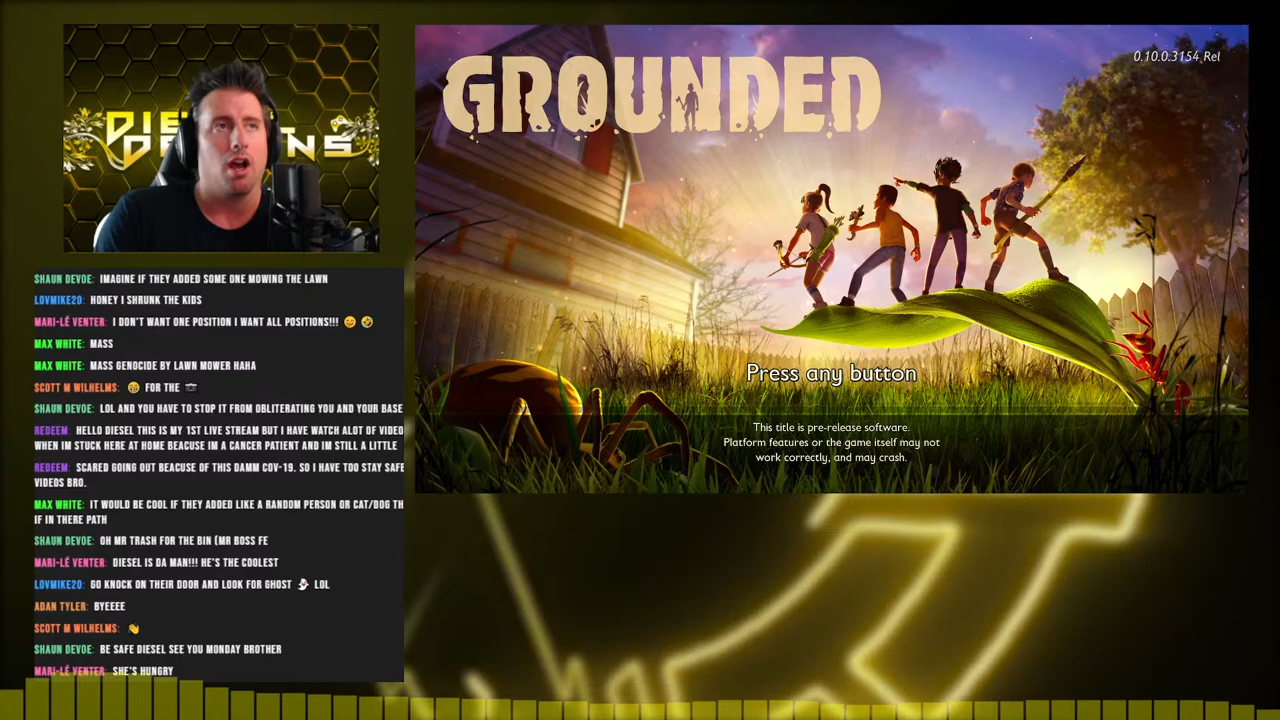 GROUNDED
0.10.0.3154 Rel
Press any button
This title is pre-release software.
Platform features or the game itself may not
work correctly, and may crash.
SHAUN DEVOE: IMAGINE IF THEY ADDED SOME ONE MOWING THE LAWN
LOVMIKE20: HONEY I SHRUNK THE KIDS
MARI-LÉ VENTER: I DON'T WANT ONE POSITION I WANT ALL POSITIONS!!! 😊 🤣
MAX WHITE: MASS
MAX WHITE: MASS GENOCIDE BY LAWN MOWER HAHA
SCOTT M WILHELMS: FOR THE
SHAUN DEVOE: LOL AND YOU HAVE TO STOP IT FROM OBLITERATING YOU AND YOUR BASE
REDEEM: HELLO DIESEL THIS IS MY 1ST LIVE STREAM BUT I HAVE WATCH ALOT OF VIDEO
WHEN IM STUCK HERE AT HOME BEACUSE IM A CANCER PATIENT AND IM STILL A LITTLE
REDEEM: SCARED GOING OUT BEACUSE OF THIS DAMM COV-19. SO I HAVE TOO STAY SAFE
VIDEOS BRO.
MAX WHITE: IT WOULD BE COOL IF THEY ADDED LIKE A RANDOM PERSON OR CAT/DOG TH
IF IN THERE PATH
SHAUN DEVOE: OH MR TRASH FOR THE BIN (MR BOSS FE
MARI-LÉ VENTER: DIESEL IS DA MAN!!! HE'S THE COOLEST
LOVMIKE20: GO KNOCK ON THEIR DOOR AND LOOK FOR GHOST 👻 LOL
ADAN TYLER: BYEEEE
SCOTT M WILHELMS: 👋
SHAUN DEVOE: BE SAFE DIESEL SEE YOU MONDAY BROTHER
MARI-LÉ VENTER: SHE'S HUNGRY